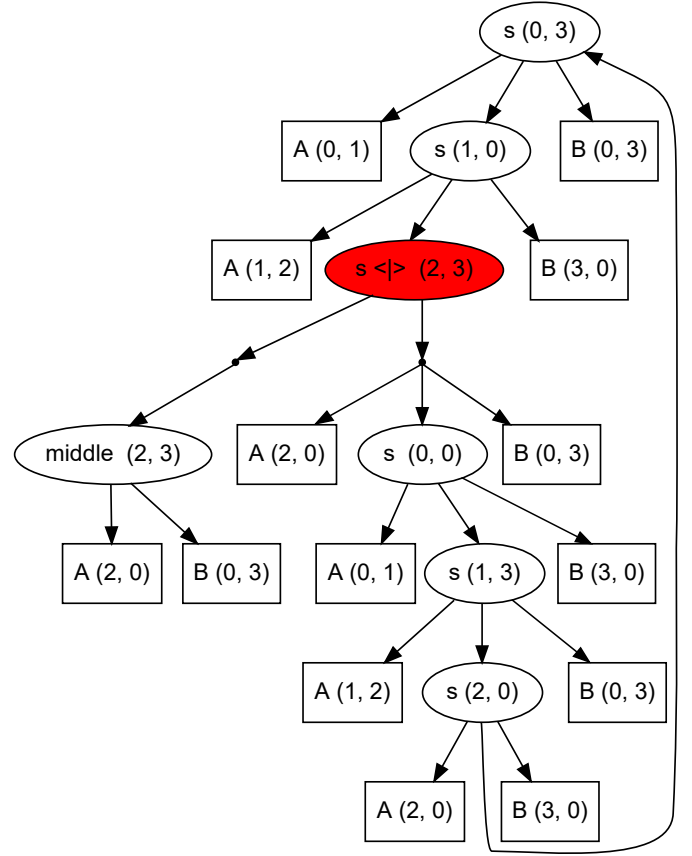 s (0, 3)
A (0, 1)
s (1, 0)
B (0, 3)
A (1, 2)
s <|>  (2, 3)
B (3, 0)
middle  (2, 3)
A (2, 0)
s  (0, 0)
B (0, 3)
A (2, 0)
B (0, 3)
A (0, 1)
s (1, 3)
B (3, 0)
A (1, 2)
s (2, 0)
B (0, 3)
A (2, 0)
B (3, 0)